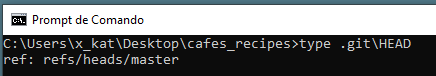 Prompt de Comando
C:\Users\x_kat\Desktop\cafes_recipes>type .git\HEAD
ref: refs/heads/master